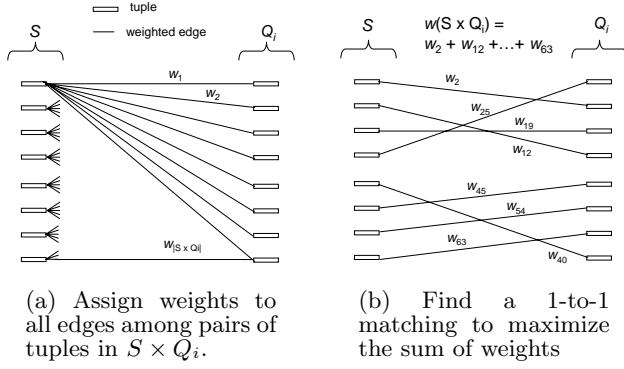 tuple
weighted edge
S
Q_i
w_1
w_2
w_|S x Qi|
(a) Assign weights to
all edges among pairs of
tuples in S × Q_i.
w(S x Q_i) =
w_2 + w_12 +…+ w_63
S
Q_i
w_2
w_25
w_19
w_12
w_45
w_54
w_63
w_40
(b) Find a 1-to-1
matching to maximize
the sum of weights